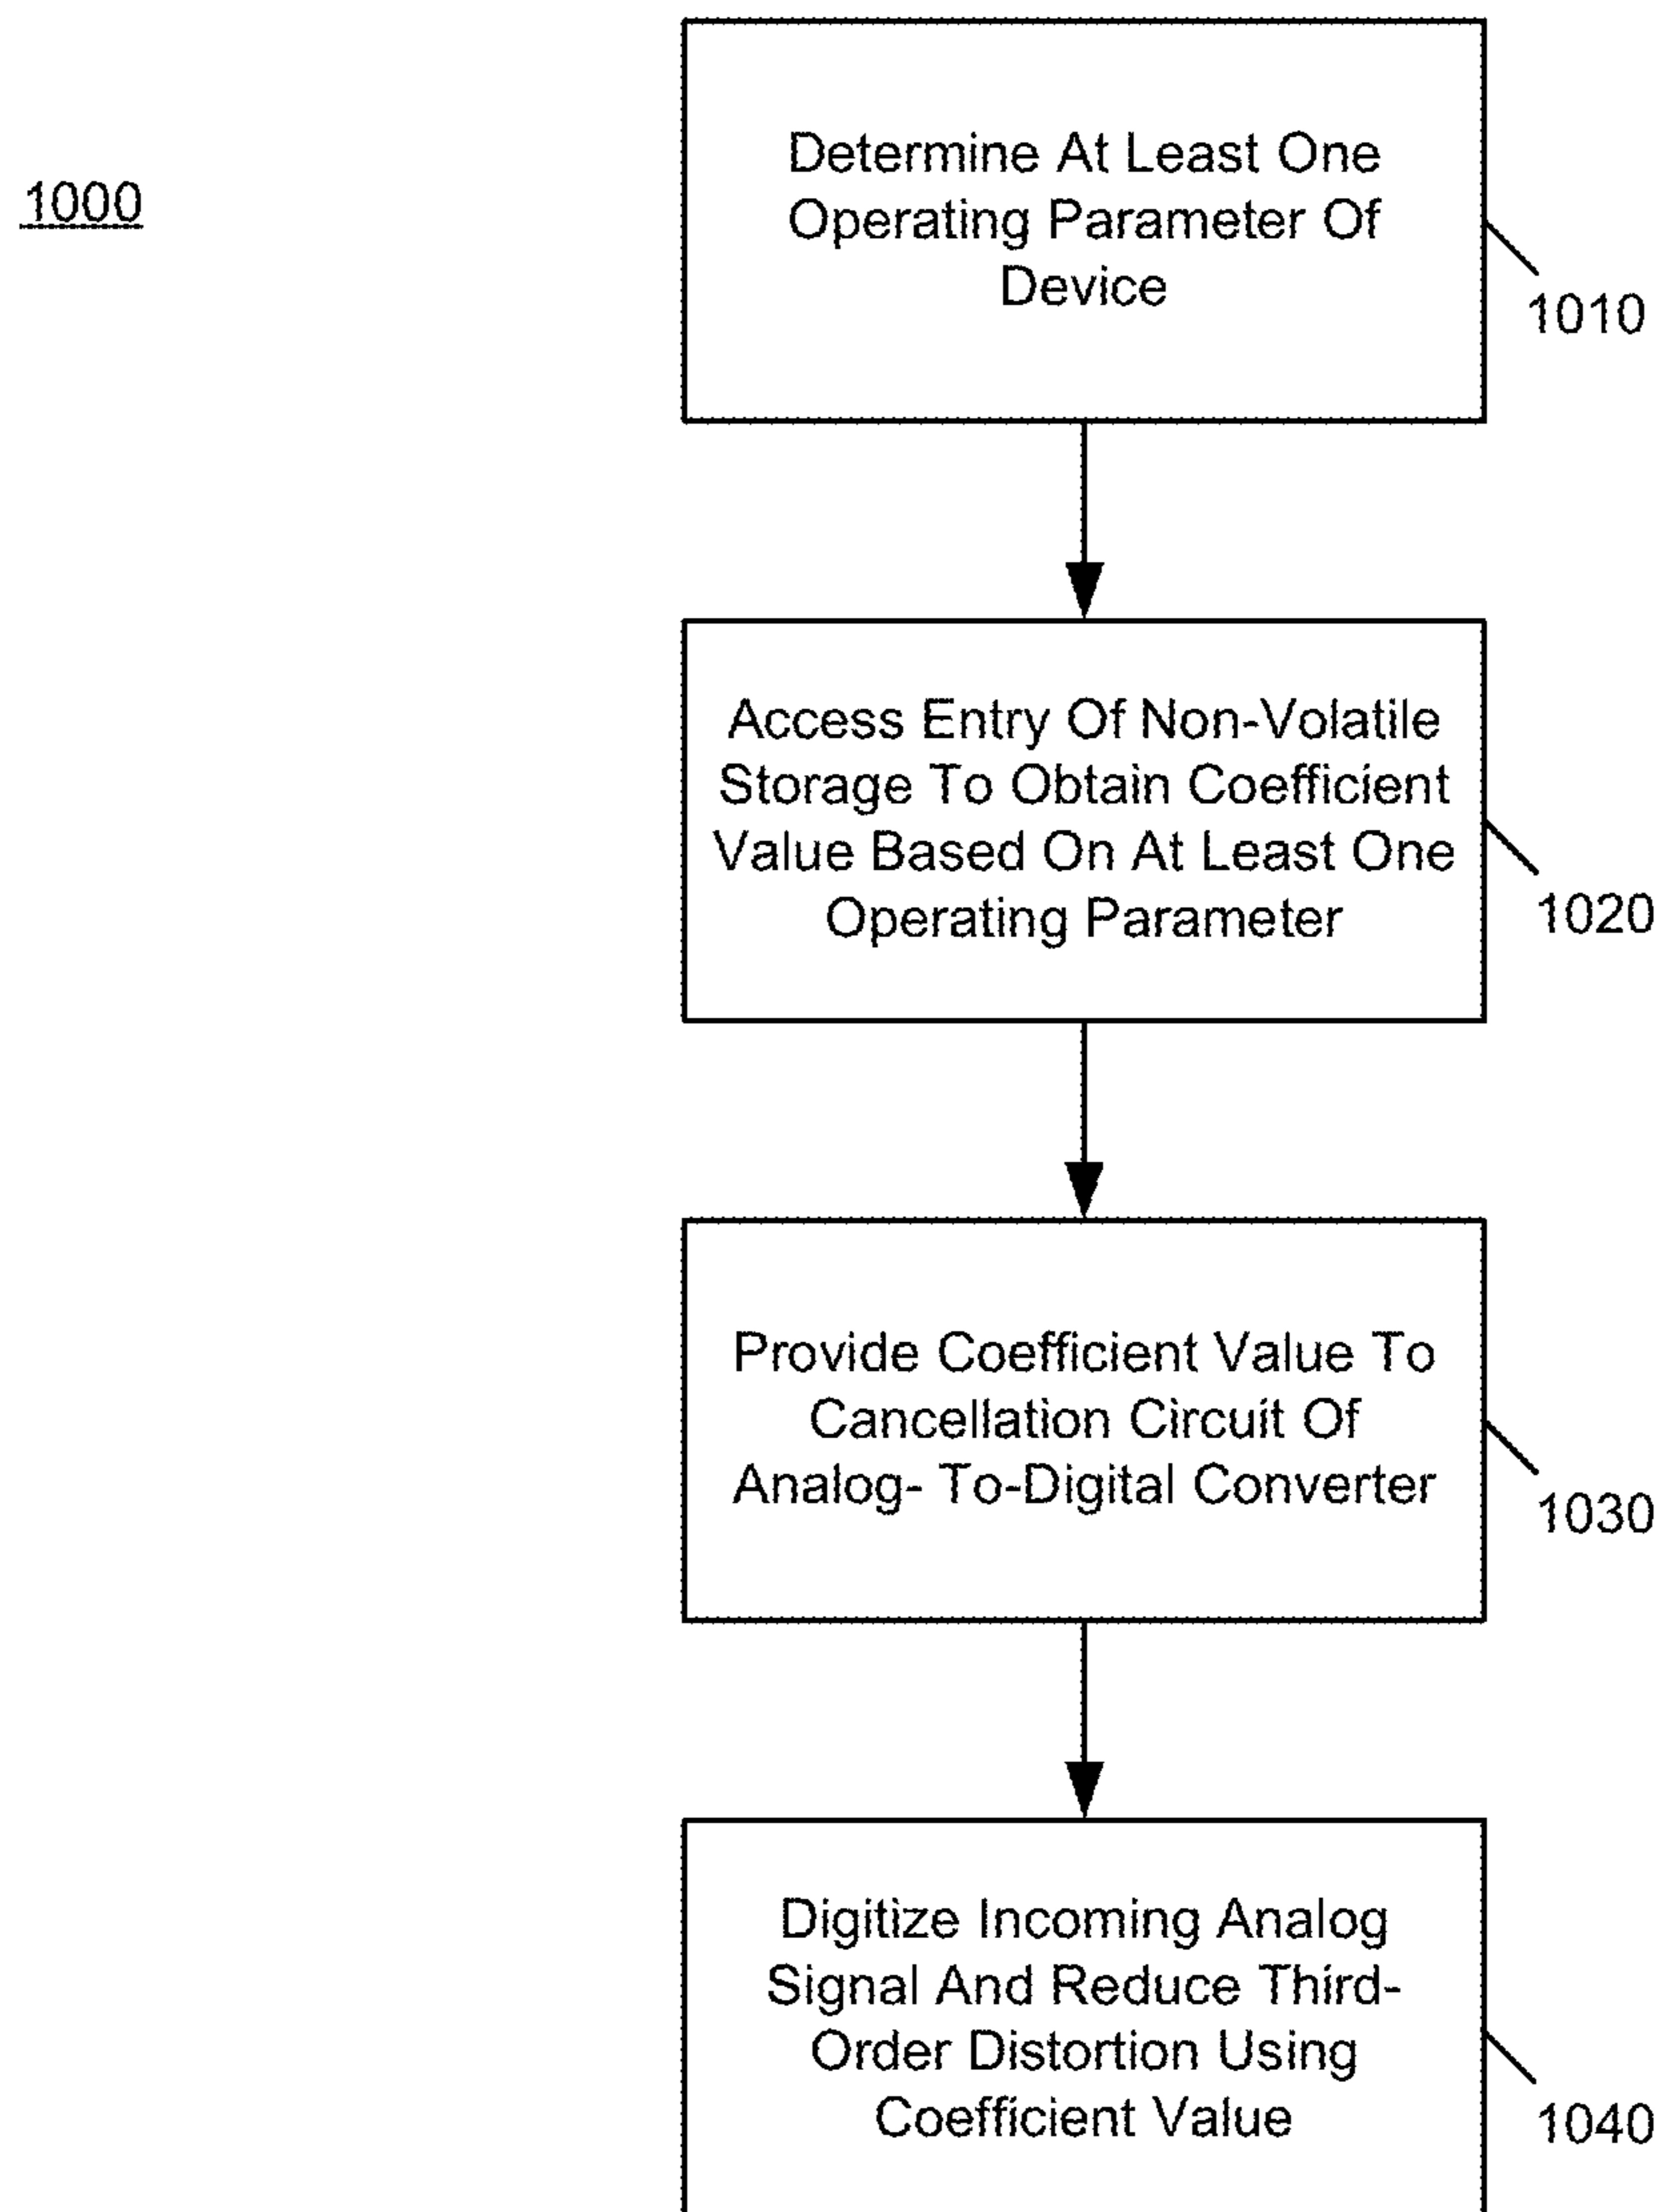 1000
Determine At Least One
Operating Parameter Of
Device
1010
Access Entry Of Non-Volatile
Storage To Obtain Coefficient
Value Based On At Least One
Operating Parameter
1020
Provide Coefficient Value To
Cancellation Circuit Of
Analog- To-Digital Converter
1030
Digitize Incoming Analog
Signal And Reduce Third-
Order Distortion Using
Coefficient Value
1040